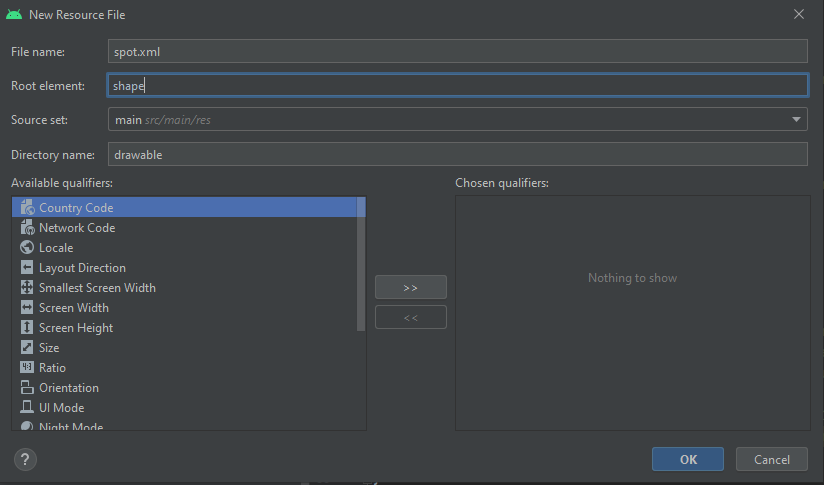 New Resource File
File name: spot.xml
Root element: shape
Source set: main src/main/res
Directory name: drawable
Available qualifiers:
Chosen qualifiers:
Country Code
Network Code
Locale
Layout Direction
Smallest Screen Width
Screen Width
Screen Height
Size
4:3 Ratio
Orientation
UI Mode
Night Mode
>>
<<
Nothing to show
?
OK
Cancel